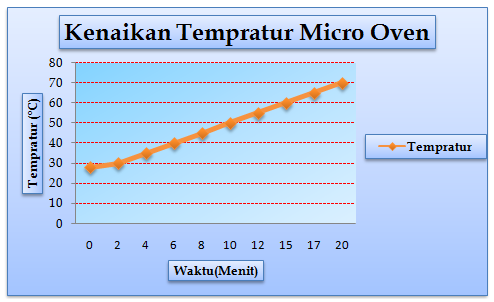 Kenaikan Tempratur Micro Oven
Tempratur (°C)
80
70
60
50
40
30
20
10
0
0 2 4 6 8 10 12 15 17 20
Waktu(Menit)
Tempratur